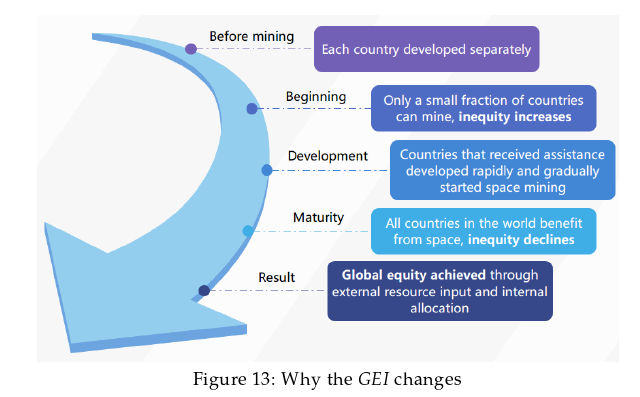 Before mining
Each country developed separately
Beginning
Only a small fraction of countries
can mine, inequity increases
Development
Countries that received assistance
developed rapidly and gradually
started space mining
Maturity
All countries in the world benefit
from space, inequity declines
Result
Global equity achieved through
external resource input and internal
allocation
Figure 13: Why the GEI changes